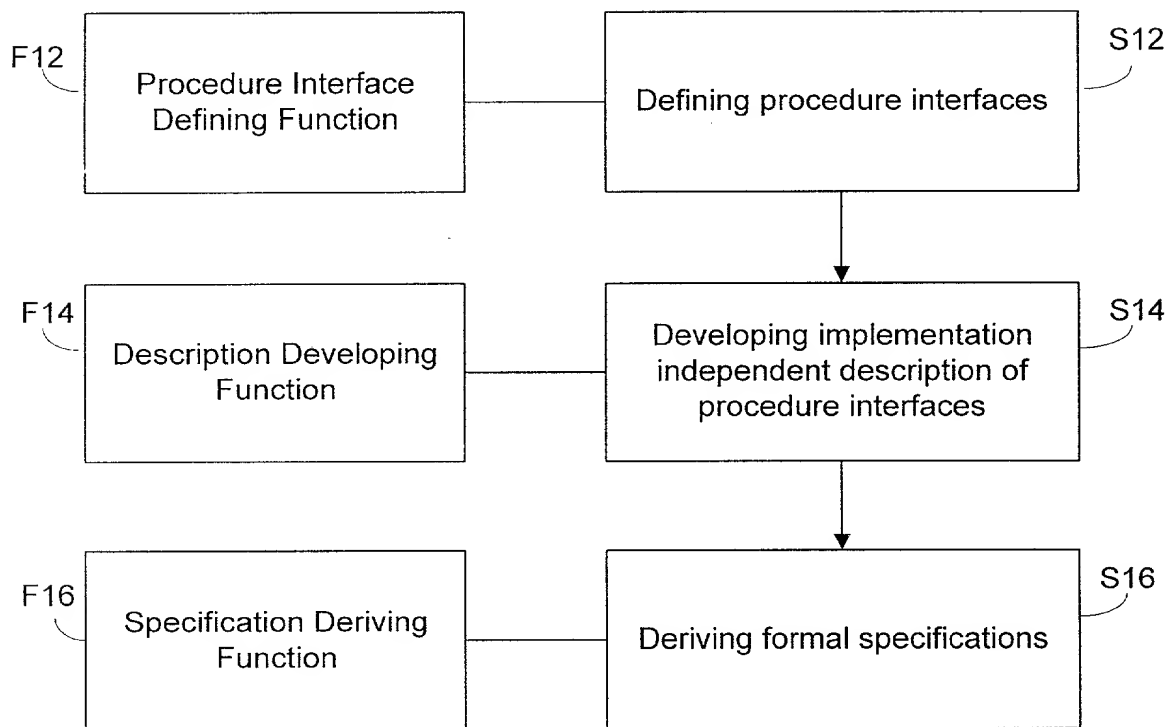 F12
Procedure Interface
Defining Function
Defining procedure interfaces
S12
F14
Description Developing
Function
Developing implementation
independent description of
procedure interfaces
S14
F16
Specification Deriving
Function
Deriving formal specifications
S16